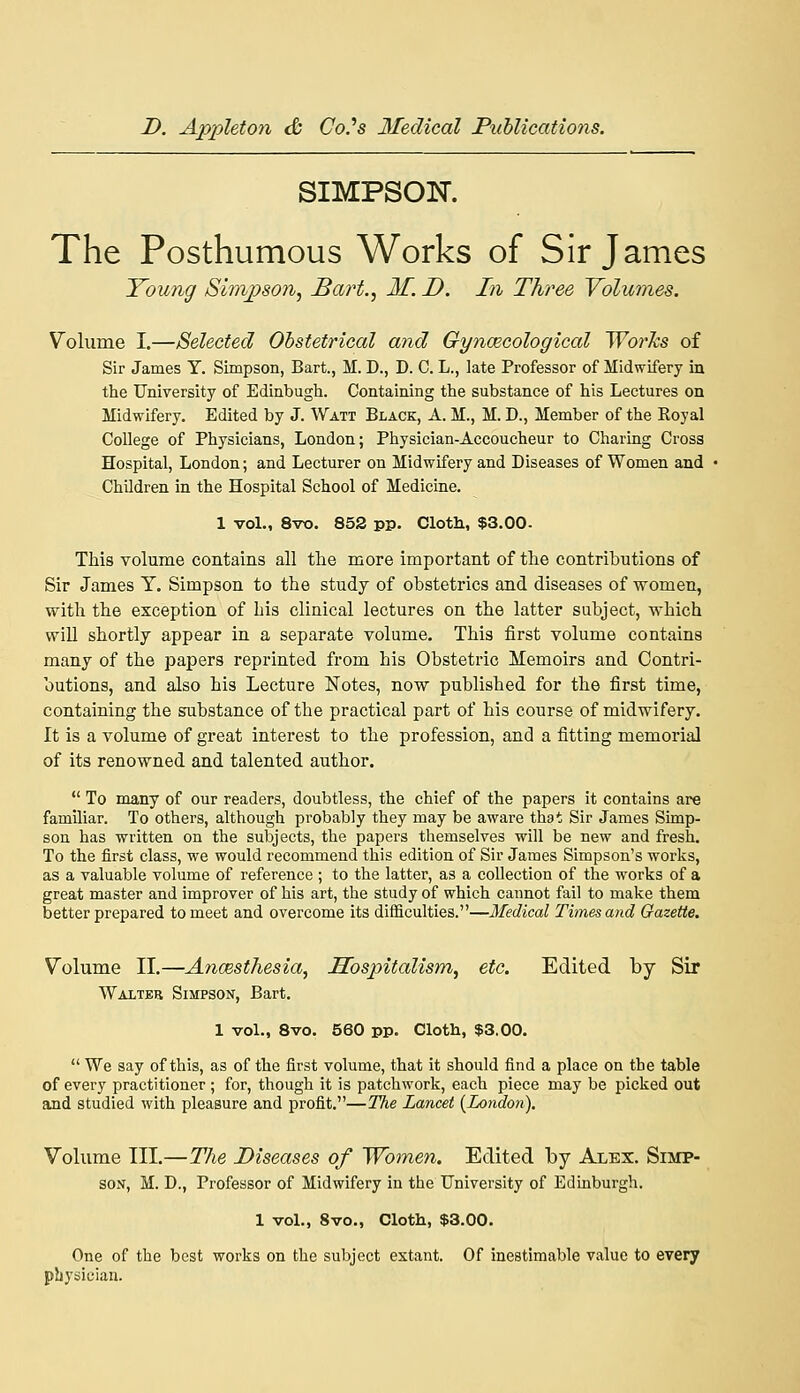 D. Appleton & Co.'s Medical Publications.
SIMPSON.
The Posthumous Works of Sir James
Young Simpson, Bart., M. D. In Three Volumes.
Volume I.—Selected Obstetrical and Gynœcological Works of
Sir James Y. Simpson, Bart., M. D., D. C. L., late Professor of Midwifery in
the University of Edinbugh. Containing the substance of his Lectures on
Midwifery. Edited by J. Watt Black, A. M., M. D., Member of the Royal
College of Physicians, London; Physician-Accoucheur to Charing Cross
Hospital, London; and Lecturer on Midwifery and Diseases of Women and
Children in the Hospital School of Medicine.
1 vol., 8vo. 852 pp. Cloth, $3.00.
This volume contains all the more important of the contributions of
Sir James Y. Simpson to the study of obstetrics and diseases of women,
with the exception of his clinical lectures on the latter subject, which
will shortly appear in a separate volume. This first volume contains
many of the papers reprinted from his Obstetric Memoirs and Contri-
butions, and also his Lecture Notes, now published for the first time,
containing the substance of the practical part of his course of midwifery.
It is a volume of great interest to the profession, and a fitting memorial
of its renowned and talented author.
“To many of our readers, doubtless, the chief of the papers it contains are
familiar. To others, although probably they may be aware that Sir James Simp-
son has written on the subjects, the papers themselves will be new and fresh.
To the first class, we would recommend this edition of Sir James Simpson's works,
as a valuable volume of reference; to the latter, as a collection of the works of a
great master and improver of his art, the study of which cannot fail to make them
better prepared to meet and overcome its difficulties.”—Medical Times and Gazette.
Volume II.—Anæsthesia, Hospitalism, etc. Edited by Sir
Walter Simpson, Bart.
1 vol., 8vo. 560 pp. Cloth, $3.00.
“We say of this, as of the first volume, that it should find a place on the table
of every practitioner; for, though it is patchwork, each piece may be picked out
and studied with pleasure and profit.”—The Lancet (London).
Volume III.—The Diseases of Women. Edited by Alex. Simp-
son, M. D., Professor of Midwifery in the University of Edinburgh.
1 vol., 8vo., Cloth, $3.00.
One of the best works on the subject extant. Of inestimable value to every
physician.